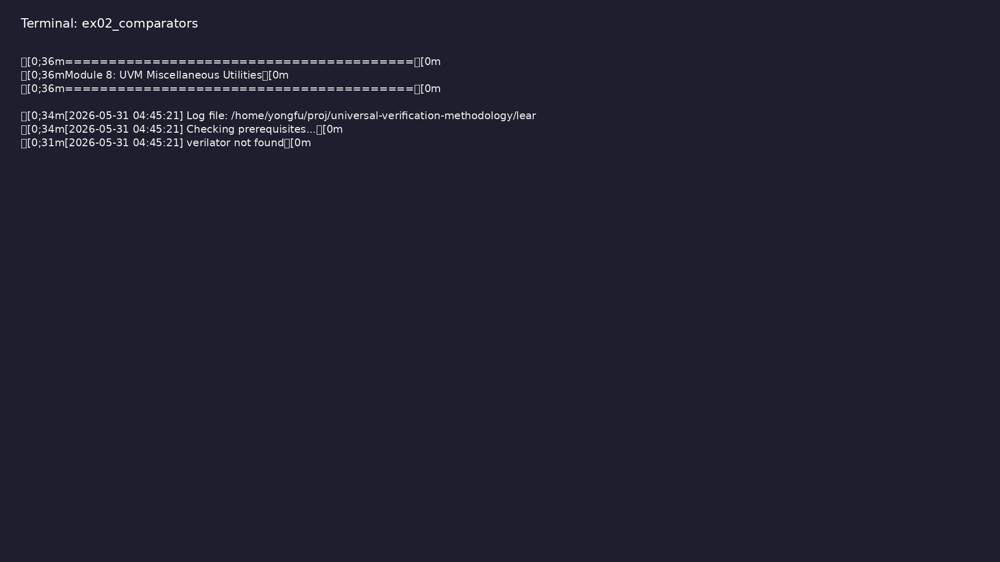 Terminal: ex02_comparators
▯[0;36m========================================▯[0m
▯[0;36mModule 8: UVM Miscellaneous Utilities▯[0m
▯[0;36m========================================▯[0m
▯[0;34m[2026-05-31 04:45:21] Log file: /home/yongfu/proj/universal-verification-methodology/lear
▯[0;34m[2026-05-31 04:45:21] Checking prerequisites...▯[0m
▯[0;31m[2026-05-31 04:45:21] verilator not found▯[0m